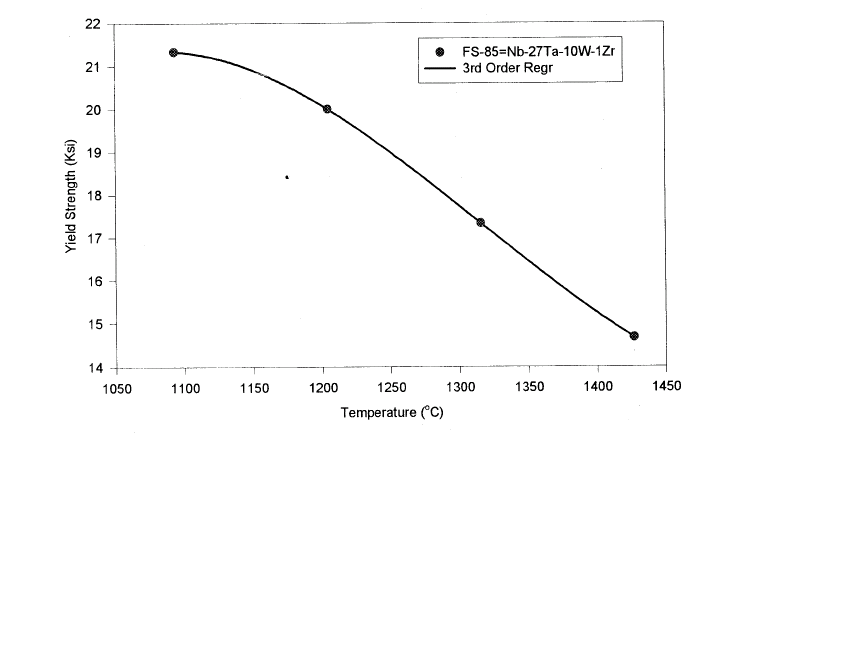 22
21
20
19
18
17
16
15
14
Yield Strength (Ksi)
FS-85=Nb-27Ta-10W-1Zr
3rd Order Regr
1050 1100 1150 1200 1250 1300 1350 1400 1450
Temperature (°C)